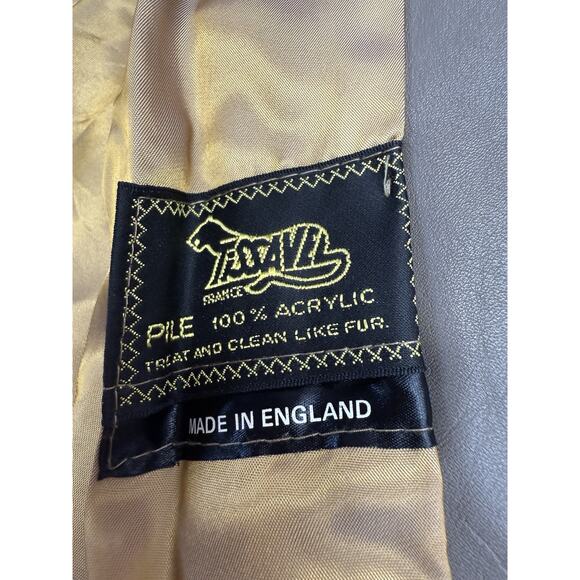 TISSAVEL
FRANCE
PILE 100% ACRYLIC
TREAT AND CLEAN LIKE FUR.
MADE IN ENGLAND